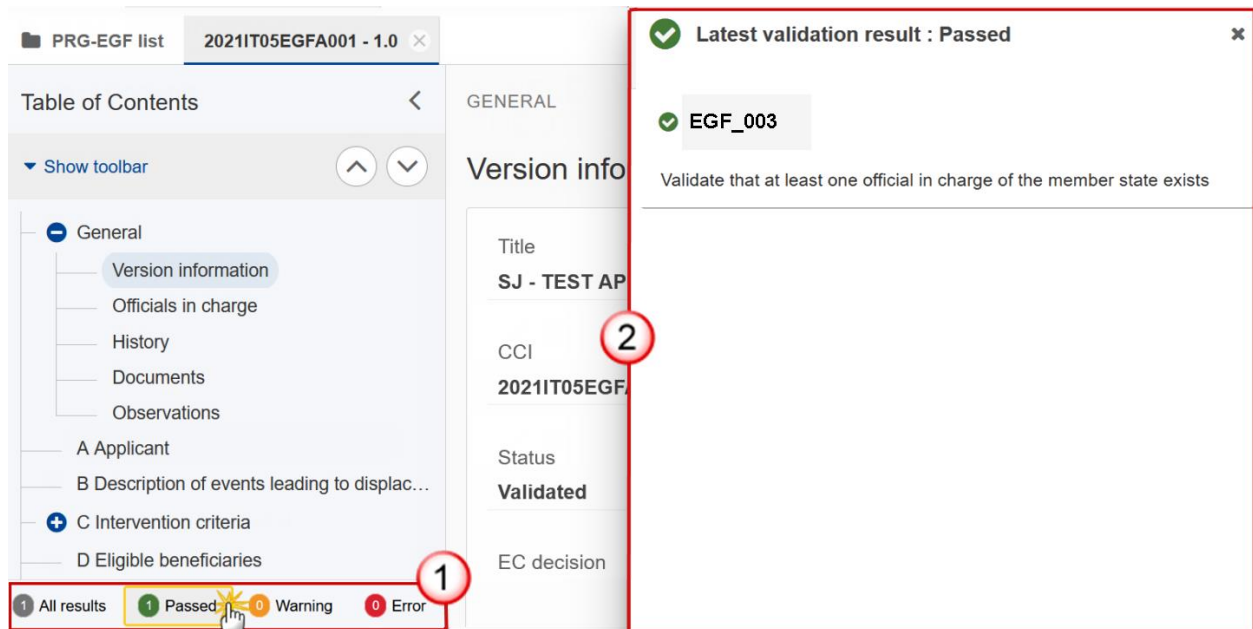 PRG-EGF list
2021IT05EGFA001 - 1.0
Table of Contents
Show toolbar
General
Version information
Officials in charge
History
Documents
Observations
A Applicant
B Description of events leading to displac...
C Intervention criteria
D Eligible beneficiaries
1 All results
1 Passed
0 Warning
0 Error
1
GENERAL
Version info
Title
SJ - TEST AP
CCI
2021IT05EGFA
Status
Validated
EC decision
2
Latest validation result : Passed
EGF_003
Validate that at least one official in charge of the member state exists